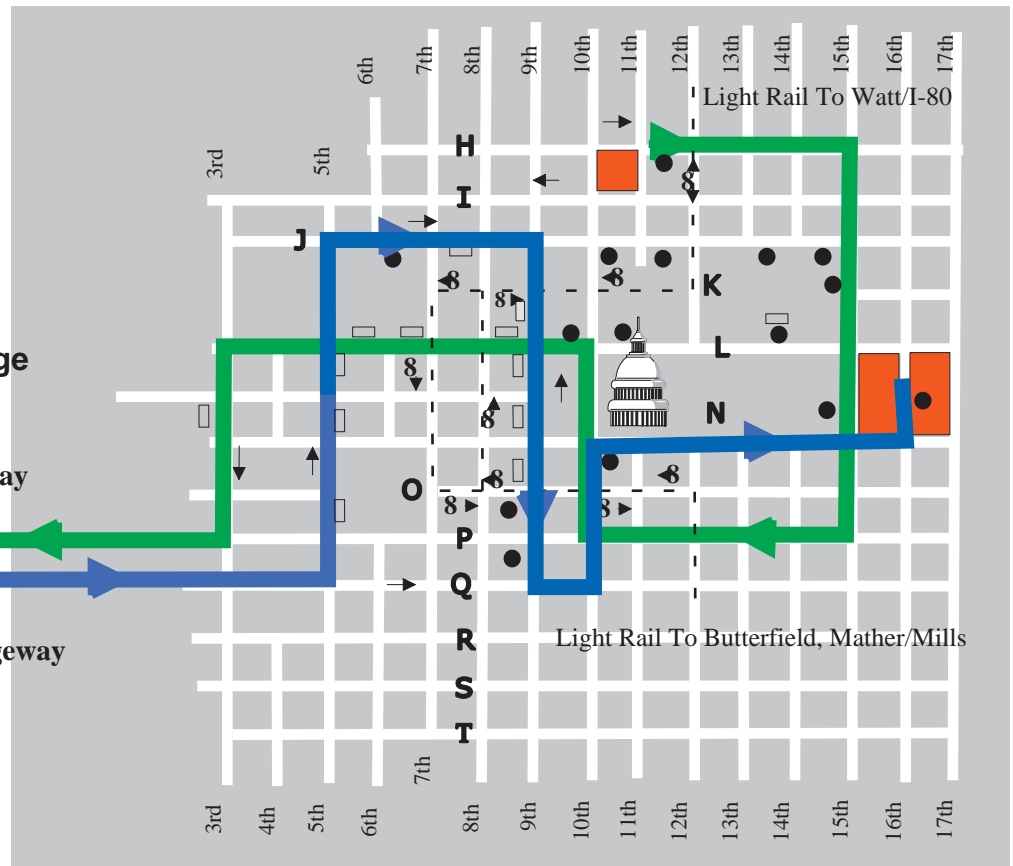 6th
7th
8th
9th
10th
11th
12th
13th
14th
15th
16th
17th
Light Rail To Watt/I-80
3rd
5th
H
I
J
8
8
8
8
K
L
ge
8
8
N
ay
8
8
O
8
8
P
Q
R
Light Rail To Butterfield, Mather/Mills
geway
S
T
7th
3rd
4th
5th
6th
8th
9th
10th
11th
12th
13th
14th
15th
16th
17th